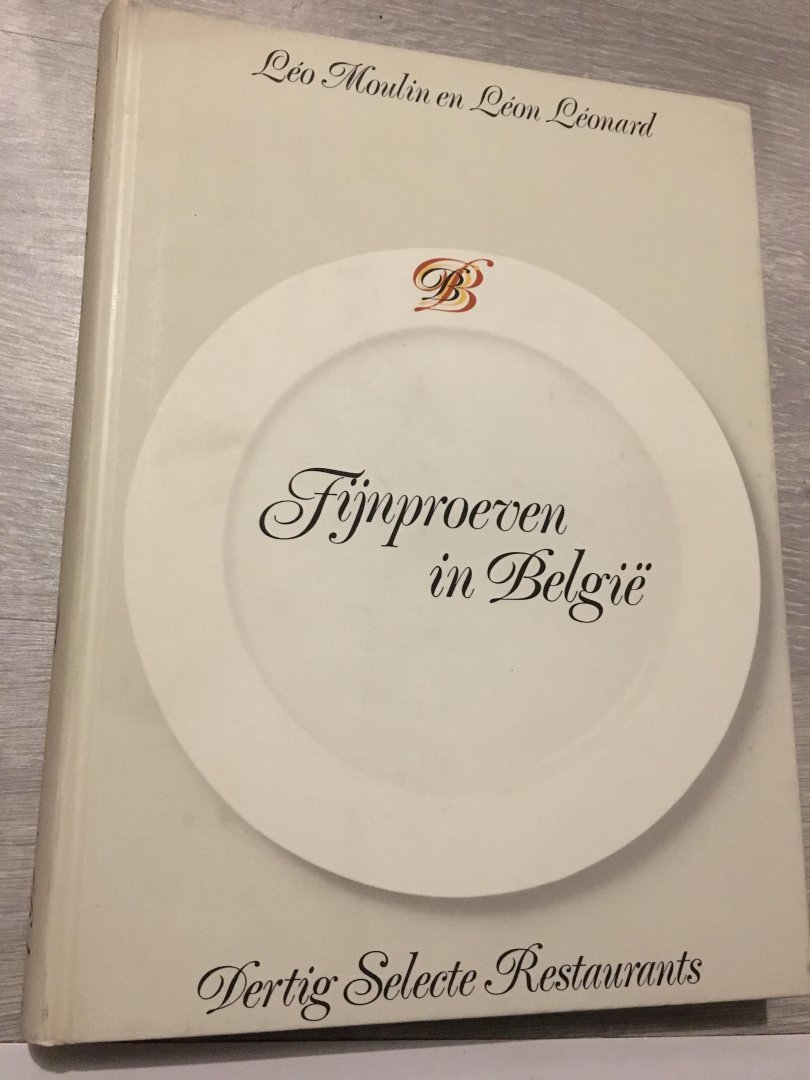 Léo Moulin en Léon Léonard
B
Fijnproeven
in België
Dertig Selecte Restaurants